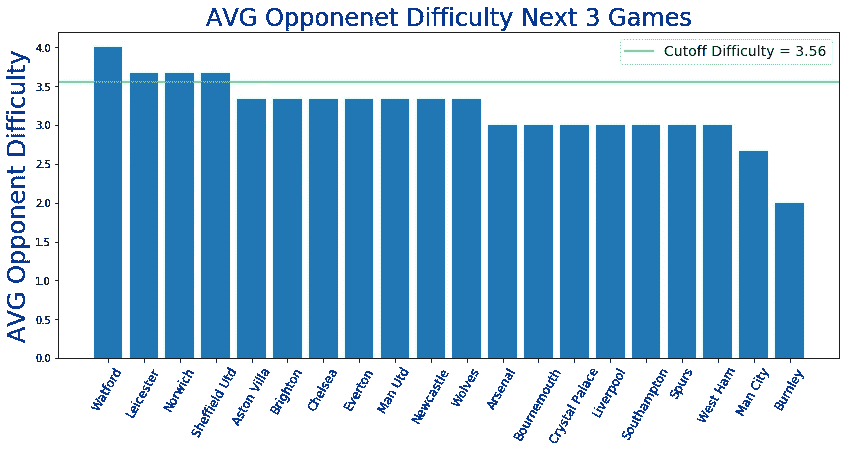 AVG Opponenet Difficulty Next 3 Games
Cutoff Difficulty = 3.56
AVG Opponent Difficulty
4.0
3.5
3.0
2.5
2.0
1.5
1.0
0.5
0.0
Watford
Leicester
Norwich
Sheffield Utd
Aston Villa
Brighton
Chelsea
Everton
Man Utd
Newcastle
Wolves
Arsenal
Bournemouth
Crystal Palace
Liverpool
Southampton
Spurs
West Ham
Man City
Burnley